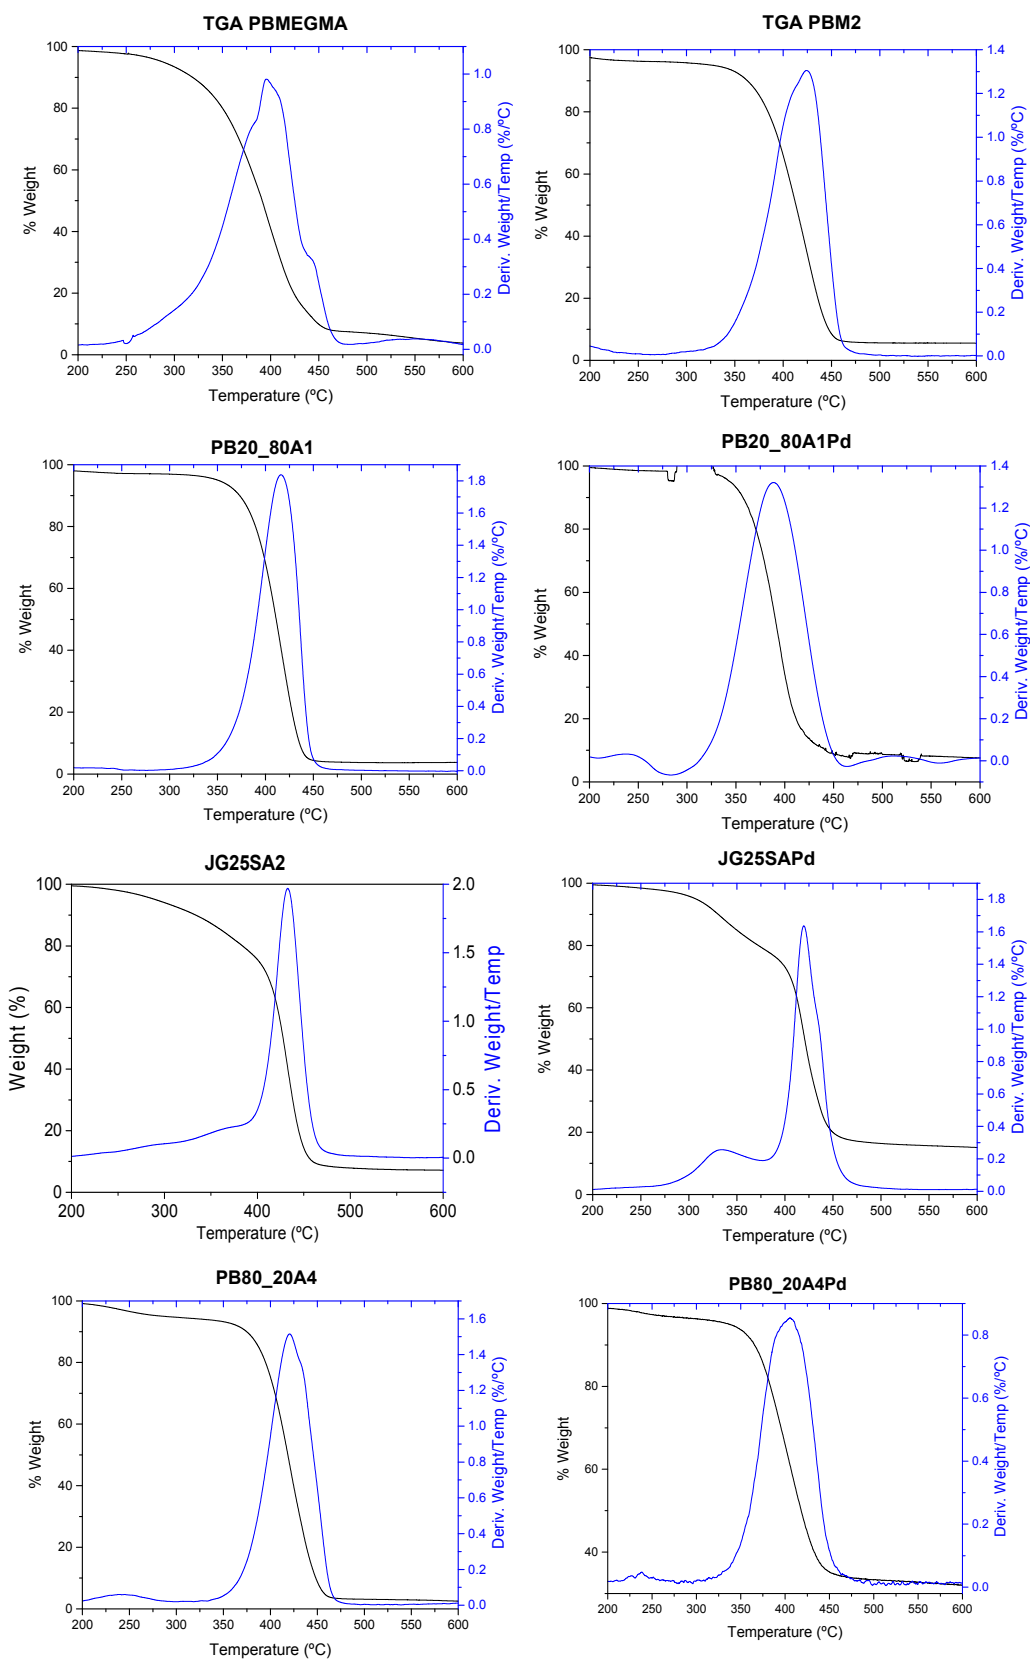 TGA PBMEGMA
100
80
60
40
20
0
200 250 300 350 400 450 500 550 600
1.0
0.8
0.6
0.4
0.2
0.0
% Weight
Deriv. Weight/Temp (%/ºC)
Temperature (ºC)
TGA PBM2
100
80
60
40
20
0
200 250 300 350 400 450 500 550 600
1.4
1.2
1.0
0.8
0.6
0.4
0.2
0.0
% Weight
Deriv. Weight/Temp (%/ºC)
Temperature (ºC)
PB20_80A1
100
80
60
40
20
0
200 250 300 350 400 450 500 550 600
1.8
1.6
1.4
1.2
1.0
0.8
0.6
0.4
0.2
0.0
% Weight
Deriv. Weight/Temp (%/ºC)
Temperature (ºC)
PB20_80A1Pd
100
80
60
40
20
0
200 250 300 350 400 450 500 550 600
1.4
1.2
1.0
0.8
0.6
0.4
0.2
0.0
% Weight
Deriv. Weight/Temp (%/ºC)
Temperature (ºC)
JG25SA2
100
80
60
40
20
0
200 250 300 350 400 450 500 550 600
2.0
1.5
1.0
0.5
0.0
Weight (%)
Deriv. Weight/Temp
Temperature (ºC)
JG25SAPd
100
80
60
40
20
0
200 250 300 350 400 450 500 550 600
1.8
1.6
1.4
1.2
1.0
0.8
0.6
0.4
0.2
0.0
% Weight
Deriv. Weight/Temp (%/ºC)
Temperature (ºC)
PB80_20A4
100
80
60
40
20
0
200 250 300 350 400 450 500 550 600
1.6
1.4
1.2
1.0
0.8
0.6
0.4
0.2
0.0
% Weight
Deriv. Weight/Temp (%/ºC)
Temperature (ºC)
PB80_20A4Pd
100
80
60
40
200 250 300 350 400 450 500 550 600
0.8
0.6
0.4
0.2
0.0
% Weight
Deriv. Weight/Temp (%/ºC)
Temperature (ºC)